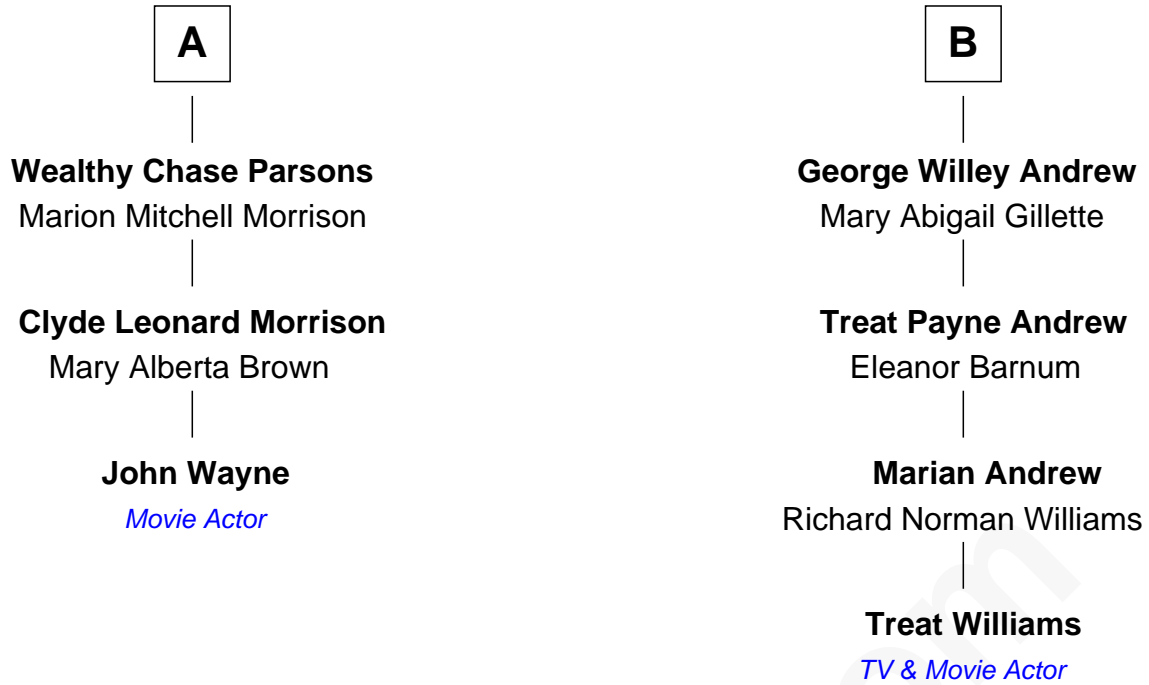 A
Wealthy Chase Parsons
Marion Mitchell Morrison
Clyde Leonard Morrison
Mary Alberta Brown
John Wayne
Movie Actor
B
George Willey Andrew
Mary Abigail Gillette
Treat Payne Andrew
Eleanor Barnum
Marian Andrew
Richard Norman Williams
Treat Williams
TV & Movie Actor